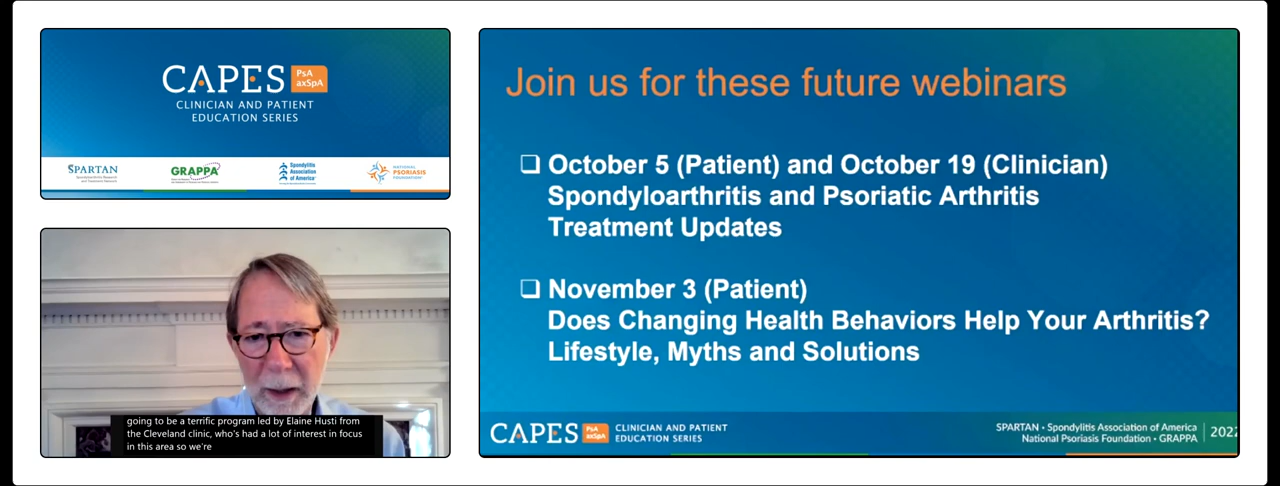 CAPES PsA
axSpA
CLINICIAN AND PATIENT
EDUCATION SERIES
SPARTAN
GRAPPA
Spondylitis
Association
of America
NATIONAL
PSORIASIS
FOUNDATION
going to be a terrific program led by Elaine Husti from
the Cleveland clinic, who's had a lot of interest in focus
in this area so we're
Join us for these future webinars
October 5 (Patient) and October 19 (Clinician)
Spondyloarthritis and Psoriatic Arthritis
Treatment Updates
November 3 (Patient)
Does Changing Health Behaviors Help Your Arthritis?
Lifestyle, Myths and Solutions
CAPES PsA
axSpA
CLINICIAN AND PATIENT
EDUCATION SERIES
SPARTAN • Spondylitis Association of America
National Psoriasis Foundation • GRAPPA
2022